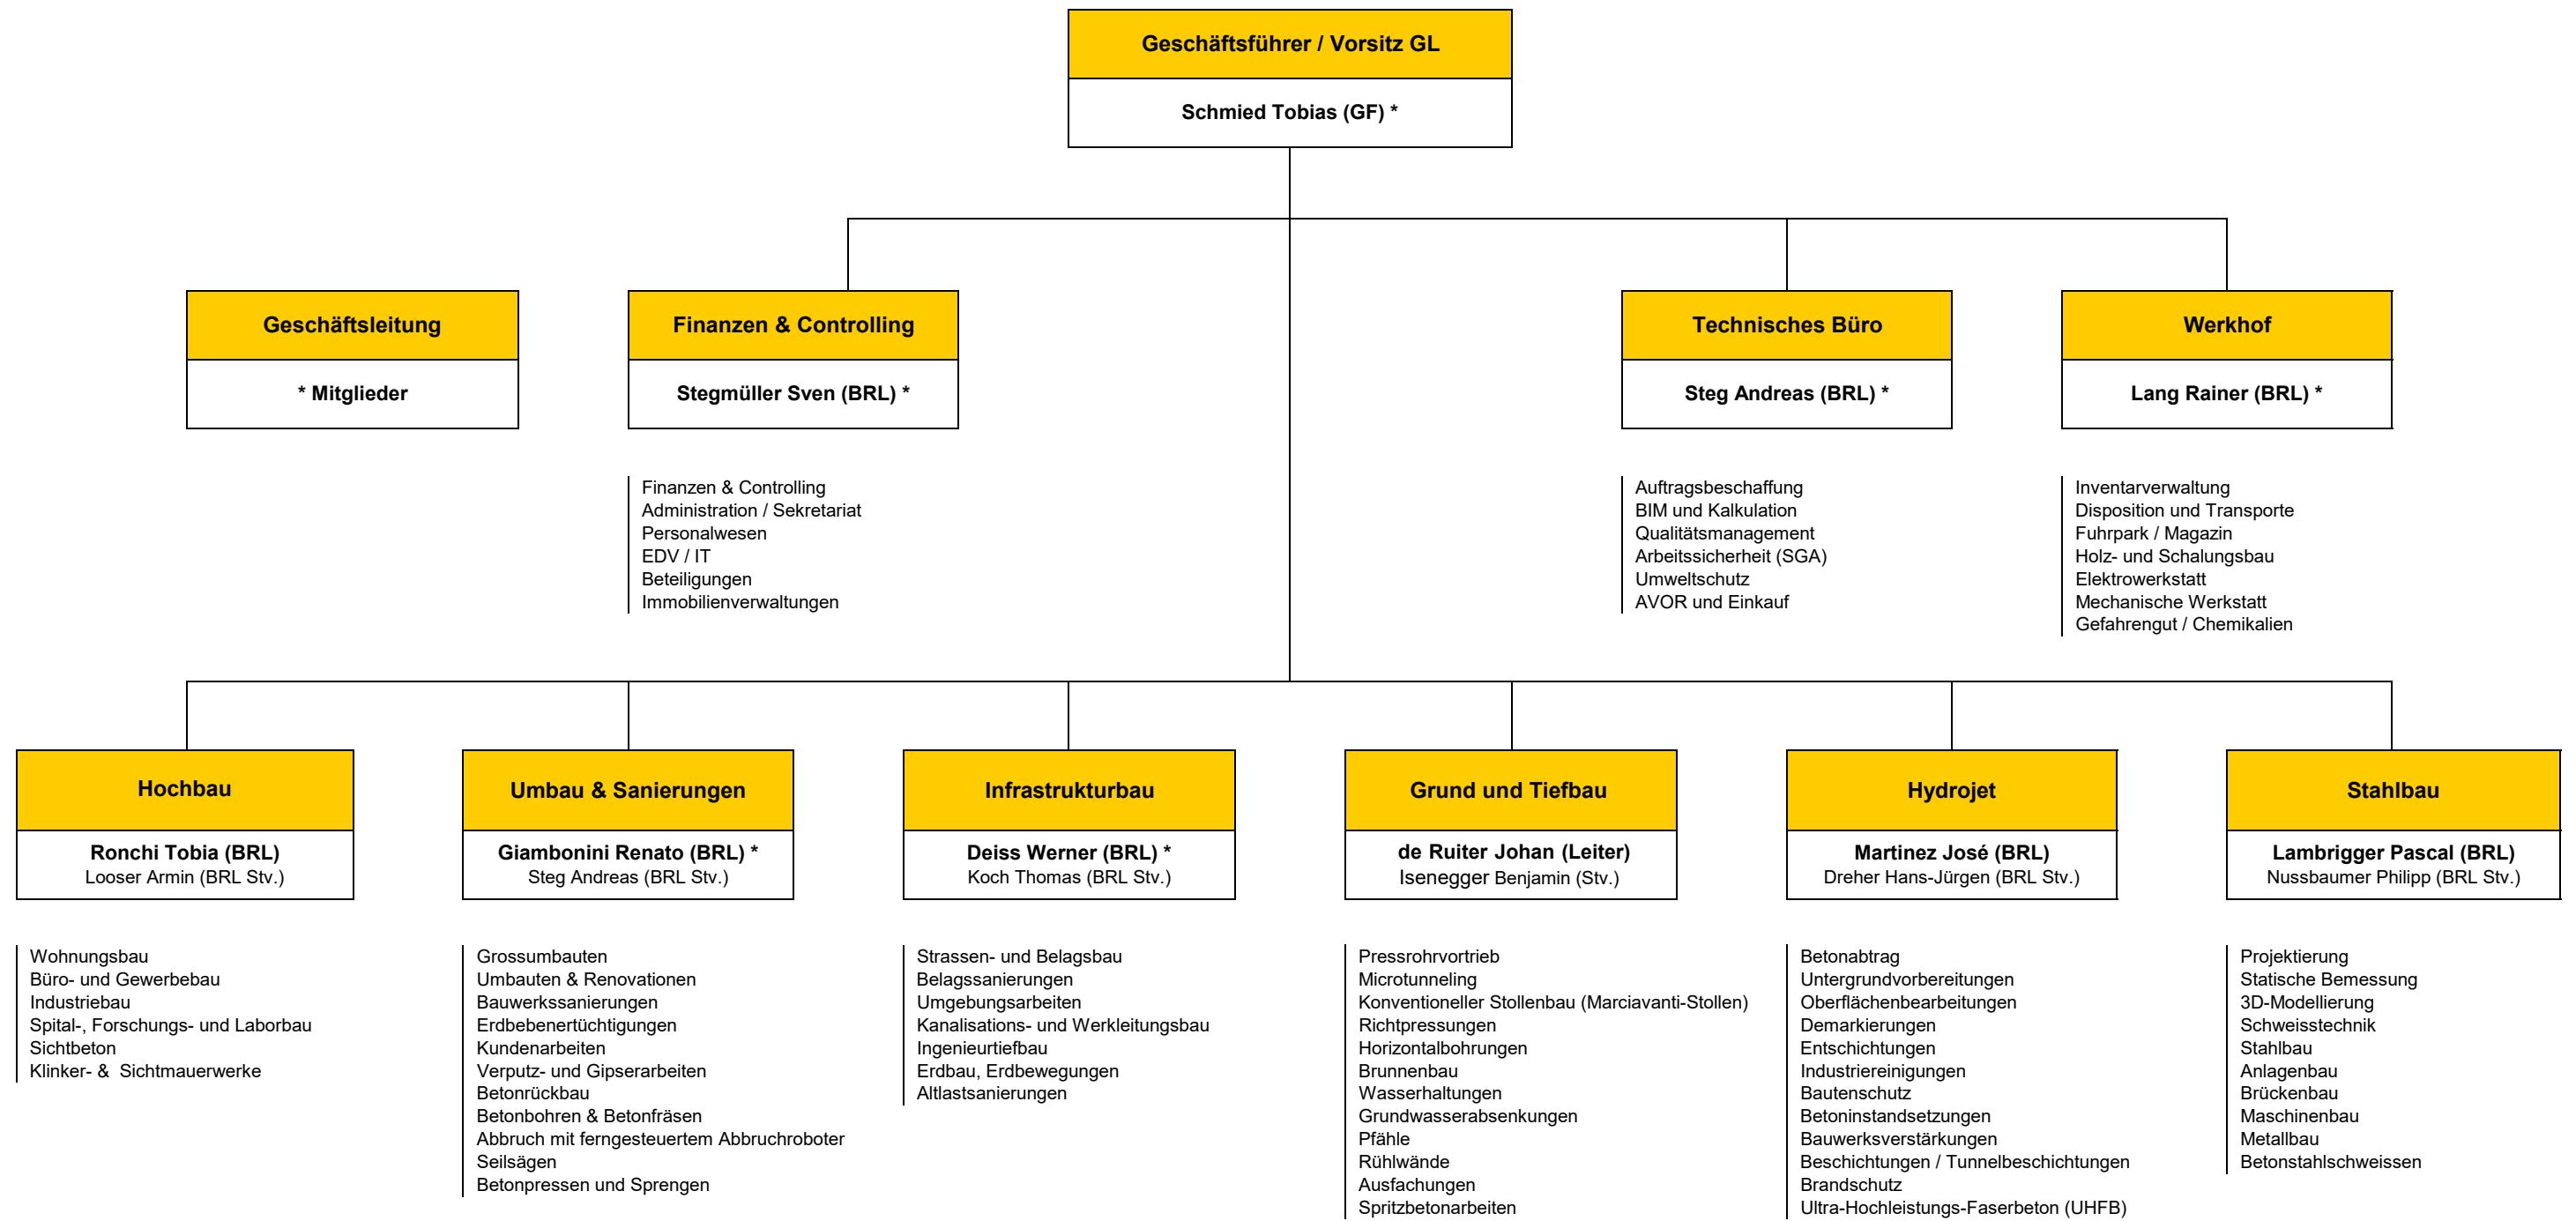 Geschäftsführer / Vorsitz GL
Schmied Tobias (GF) *
Geschäftsleitung
* Mitglieder
Finanzen & Controlling
Stegmüller Sven (BRL) *
Finanzen & Controlling
Administration / Sekretariat
Personalwesen
EDV / IT
Beteiligungen
Immobilienverwaltungen
Technisches Büro
Steg Andreas (BRL) *
Auftragsbeschaffung
BIM und Kalkulation
Qualitätsmanagement
Arbeitssicherheit (SGA)
Umweltschutz
AVOR und Einkauf
Werkhof
Lang Rainer (BRL) *
Inventarverwaltung
Disposition und Transporte
Fuhrpark / Magazin
Holz- und Schalungsbau
Elektrowerkstatt
Mechanische Werkstatt
Gefahrengut / Chemikalien
Hochbau
Ronchi Tobia (BRL)
Looser Armin (BRL Stv.)
Wohnungsbau
Büro- und Gewerbebau
Industriebau
Spital-, Forschungs- und Laborbau
Sichtbeton
Klinker- &  Sichtmauerwerke
Umbau & Sanierungen
Giambonini Renato (BRL) *
Steg Andreas (BRL Stv.)
Grossumbauten
Umbauten & Renovationen
Bauwerkssanierungen
Erdbebenertüchtigungen
Kundenarbeiten
Verputz- und Gipserarbeiten
Betonrückbau
Betonbohren & Betonfräsen
Abbruch mit ferngesteuertem Abbruchroboter
Seilsägen
Betonpressen und Sprengen
Infrastrukturbau
Deiss Werner (BRL) *
Koch Thomas (BRL Stv.)
Strassen- und Belagsbau
Belagssanierungen
Umgebungsarbeiten
Kanalisations- und Werkleitungsbau
Ingenieurtiefbau
Erdbau, Erdbewegungen
Altlastsanierungen
Grund und Tiefbau
de Ruiter Johan (Leiter)
Isenegger Benjamin (Stv.)
Pressrohrvortrieb
Microtunneling
Konventioneller Stollenbau (Marciavanti-Stollen)
Richtpressungen
Horizontalbohrungen
Brunnenbau
Wasserhaltungen
Grundwasserabsenkungen
Pfähle
Rühlwände
Ausfachungen
Spritzbetonarbeiten
Hydrojet
Martinez José (BRL)
Dreher Hans-Jürgen (BRL Stv.)
Betonabtrag
Untergrundvorbereitungen
Oberflächenbearbeitungen
Demarkierungen
Entschichtungen
Industriereinigungen
Bautenschutz
Betoninstandsetzungen
Bauwerksverstärkungen
Beschichtungen / Tunnelbeschichtungen
Brandschutz
Ultra-Hochleistungs-Faserbeton (UHFB)
Stahlbau
Lambrigger Pascal (BRL)
Nussbaumer Philipp (BRL Stv.)
Projektierung
Statische Bemessung
3D-Modellierung
Schweisstechnik
Stahlbau
Anlagenbau
Brückenbau
Maschinenbau
Metallbau
Betonstahlschweissen